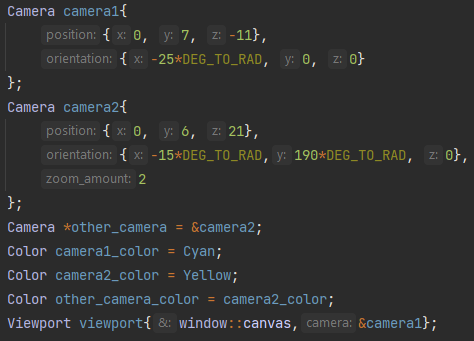 Camera camera1{
position: { x: 0, y: 7, z: -11},
orientation: { x: -25*DEG_TO_RAD, y: 0, z: 0}
};
Camera camera2{
position: { x: 0, y: 6, z: 21},
orientation: { x: -15*DEG_TO_RAD, y: 190*DEG_TO_RAD, z: 0},
zoom_amount: 2
};
Camera *other_camera = &camera2;
Color camera1_color = Cyan;
Color camera2_color = Yellow;
Color other_camera_color = camera2_color;
Viewport viewport{ &: window::canvas, camera: &camera1};